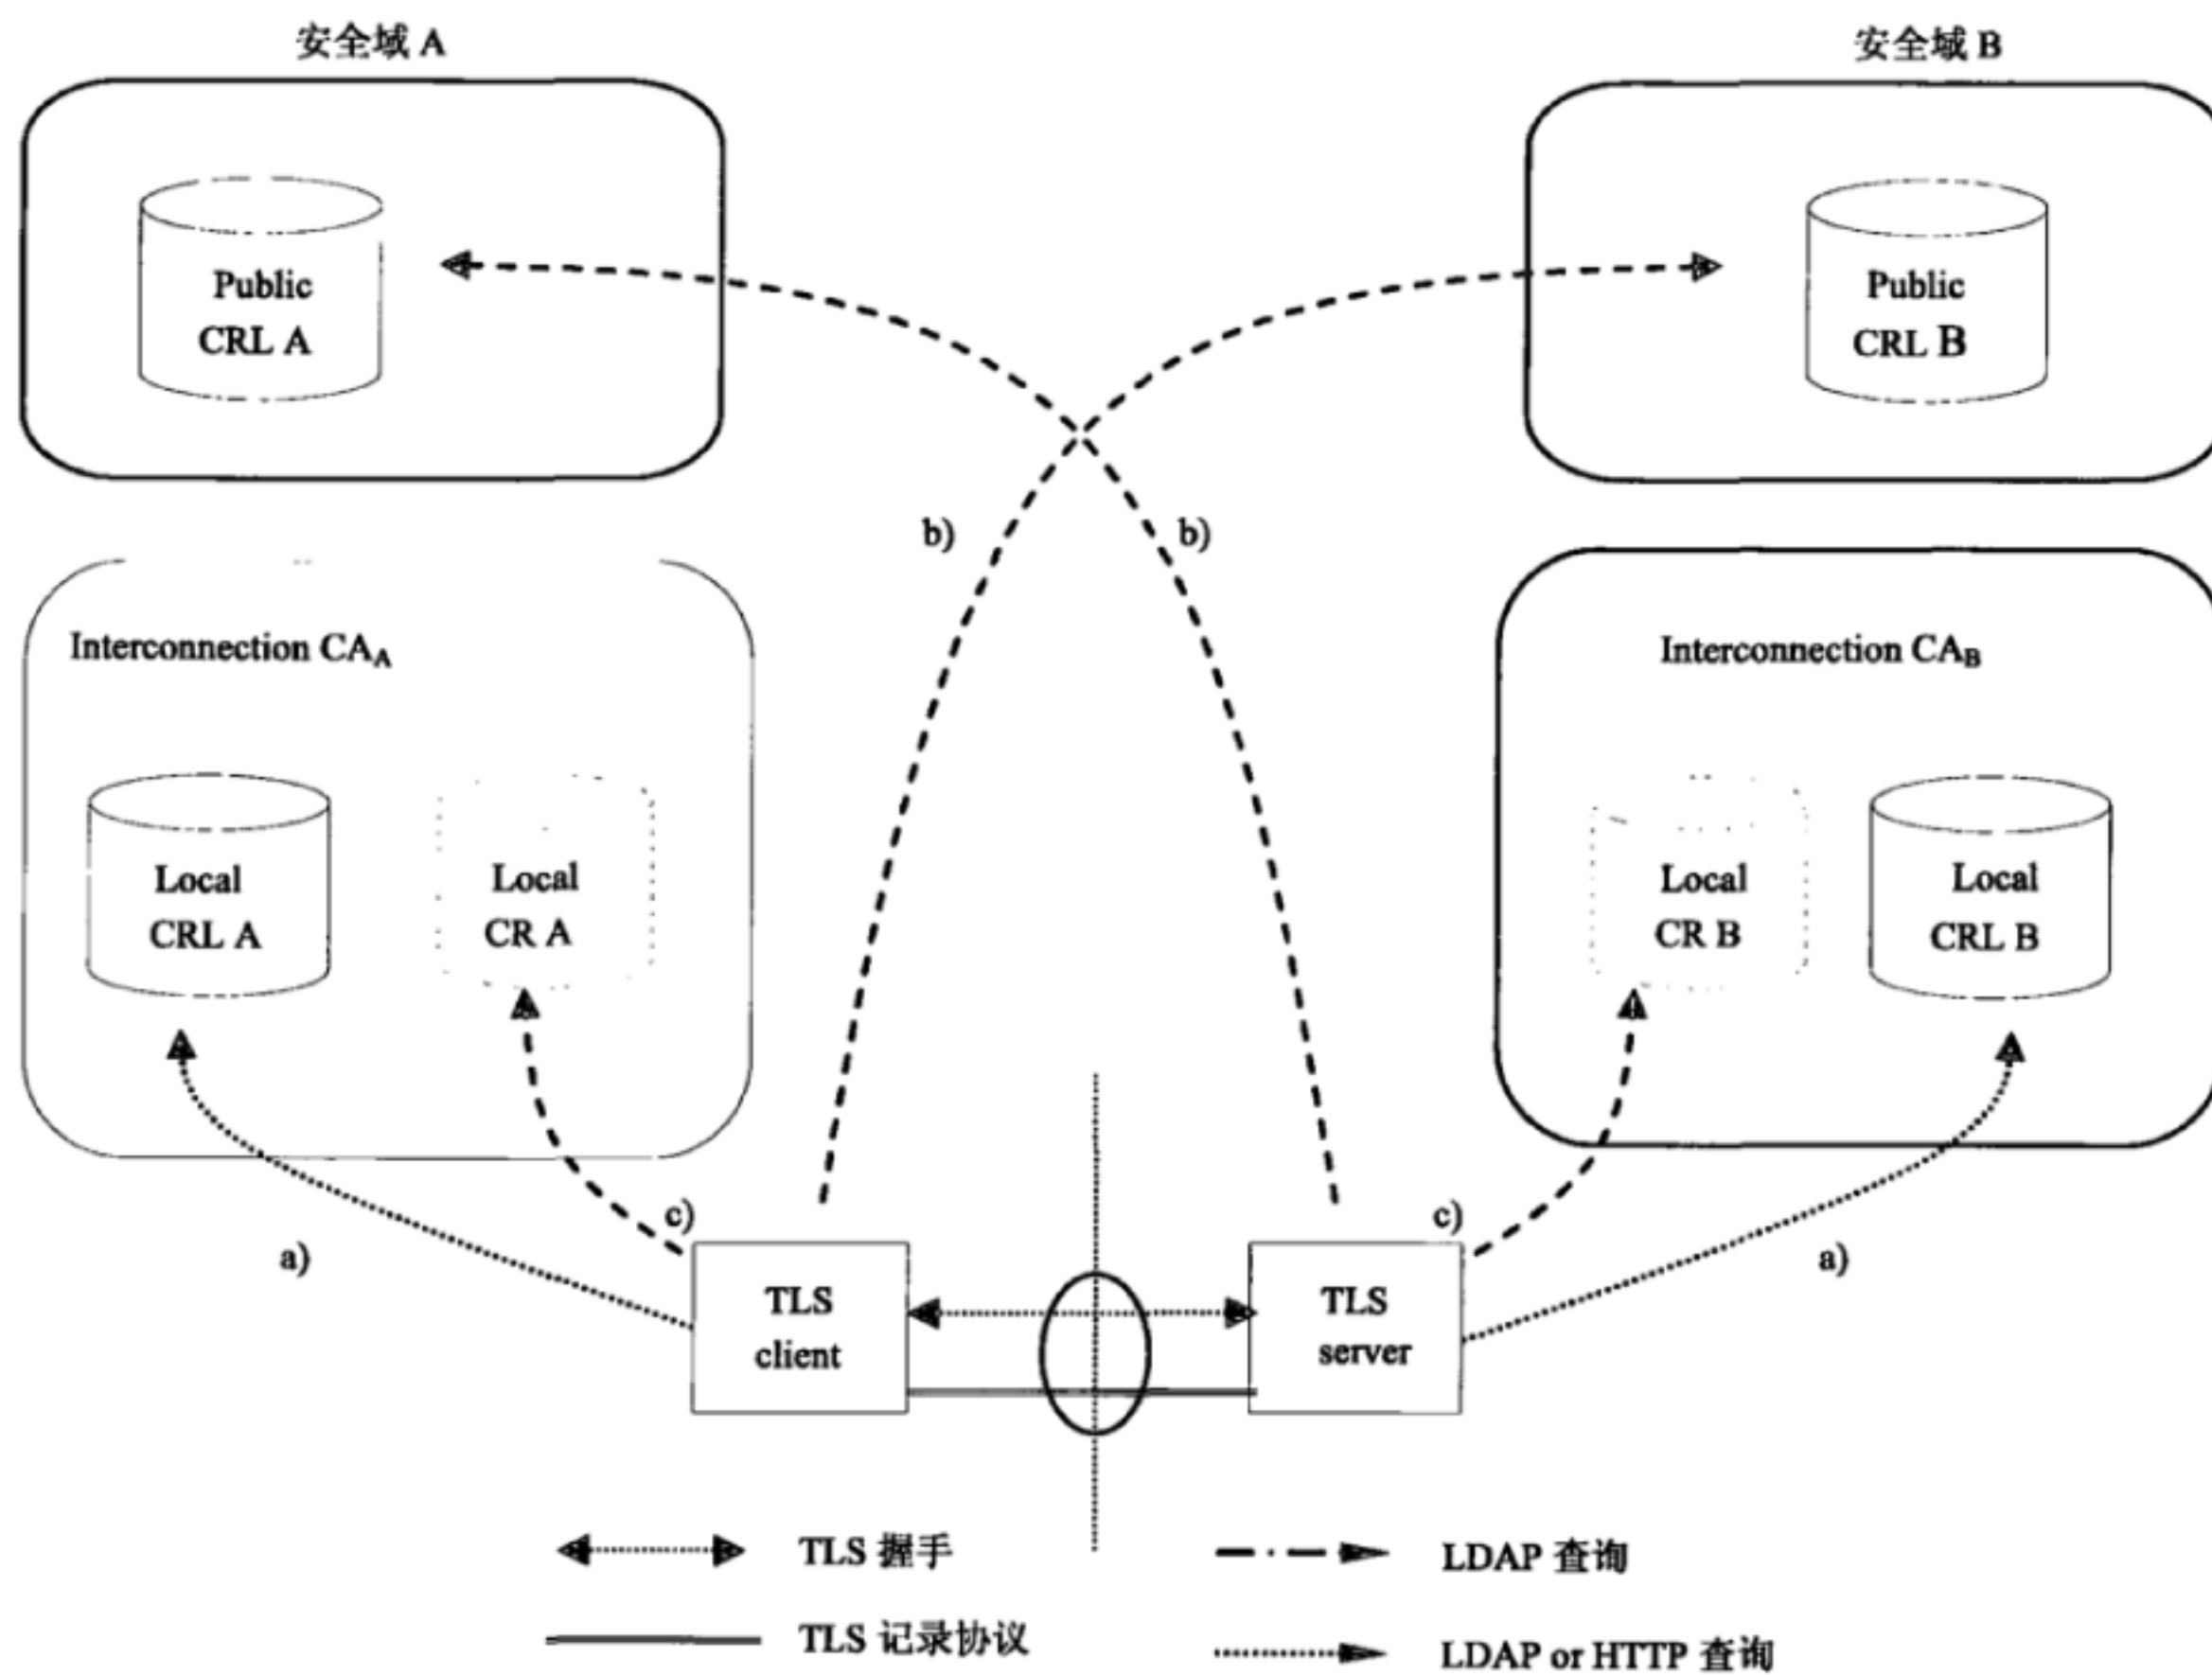 安全域 A
安全域 B
Public
CRL A
Public
CRL B
b)
b)
Interconnection CAA
Interconnection CAB
Local
CRL A
Local
CR A
Local
CR B
Local
CRL B
c)
c)
a)
a)
TLS
client
TLS
server
TLS 握手
LDAP 查询
TLS 记录协议
LDAP or HTTP 查询